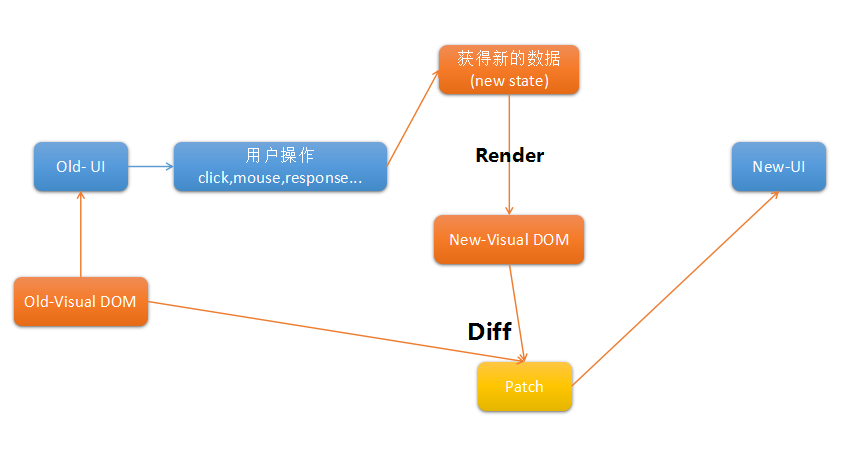 获得新的数据
(new state)
Old- UI
用户操作
click,mouse,response...
Render
New-UI
New-Visual DOM
Old-Visual DOM
Diff
Patch